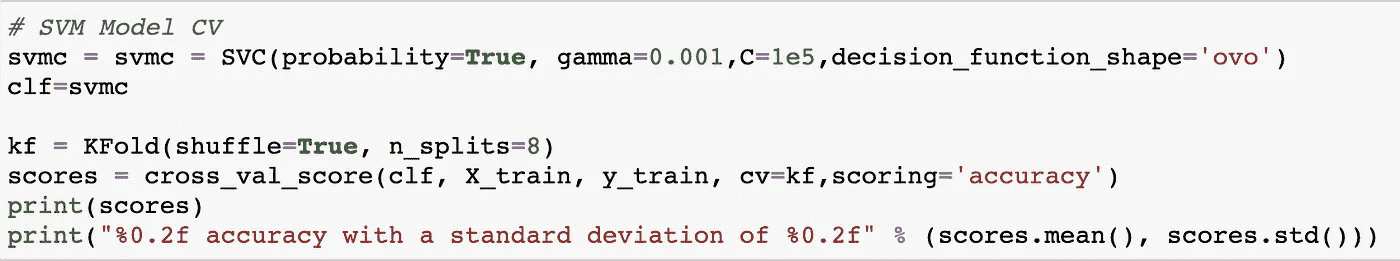 # SVM Model CV
svmc = svmc = SVC(probability=True, gamma=0.001,C=1e5,decision_function_shape='ovo')
clf=svmc
kf = KFold(shuffle=True, n_splits=8)
scores = cross_val_score(clf, X_train, y_train, cv=kf,scoring='accuracy')
print(scores)
print("%0.2f accuracy with a standard deviation of %0.2f" % (scores.mean(), scores.std()))